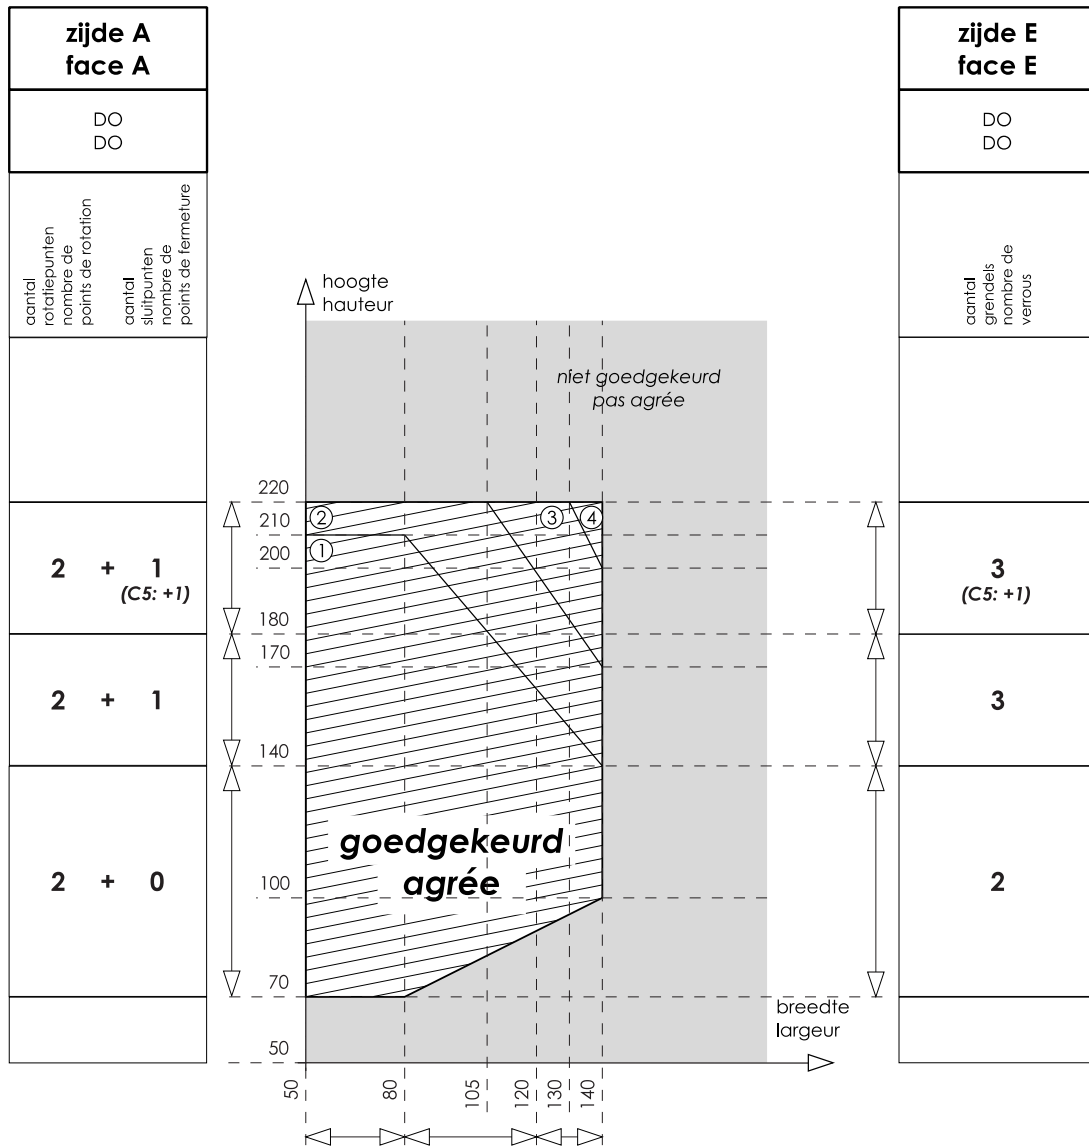 zijde A
face A
DO
DO
aantal
rotatiepunten
nombre de
points de rotation
aantal
sluitpunten
nombre de
points de fermeture
2 + 1
(C5: +1)
2 + 1
2 + 0
hoogte
hauteur
niet goedgekeurd
pas agrée
220
210
200
180
170
140
100
70
50
2
3
4
1
goedgekeurd
agrée
breedte
largeur
50
80
105
120
130
140
zijde E
face E
DO
DO
aantal
grendels
nombre de
verrous
3
(C5: +1)
3
2